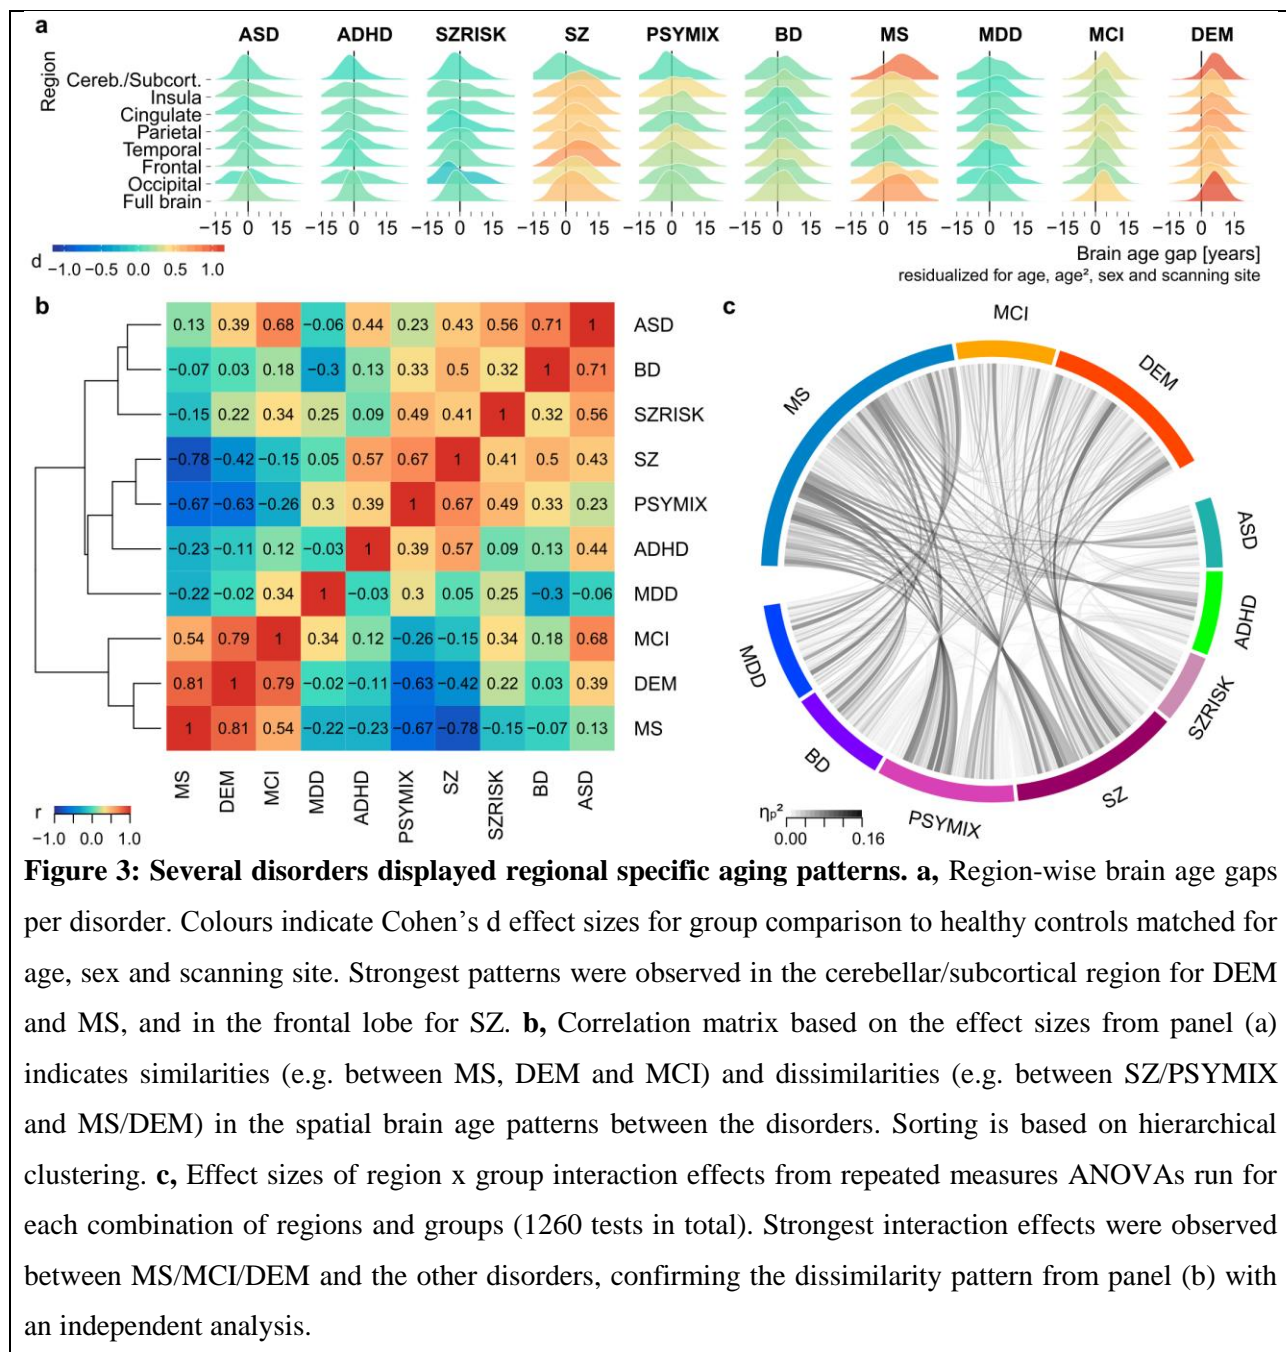 a
ASD ADHD SZRISK SZ PSYMIX BD MS MDD MCI DEM
Region
Cereb./Subcort.
Insula
Cingulate
Parietal
Temporal
Frontal
Occipital
Full brain
−15 0 15 −15 0 15 −15 0 15 −15 0 15 −15 0 15 −15 0 15 −15 0 15 −15 0 15 −15 0 15 −15 0 15
d −1.0 −0.5 0.0 0.5 1.0
Brain age gap [years]
residualized for age, age², sex and scanning site
b
0.13 0.39 0.68 −0.06 0.44 0.23 0.43 0.56 0.71 1 ASD
−0.07 0.03 0.18 −0.3 0.13 0.33 0.5 0.32 1 0.71 BD
−0.15 0.22 0.34 0.25 0.09 0.49 0.41 1 0.32 0.56 SZRISK
−0.78 −0.42 −0.15 0.05 0.57 0.67 1 0.41 0.5 0.43 SZ
−0.67 −0.63 −0.26 0.3 0.39 1 0.67 0.49 0.33 0.23 PSYMIX
−0.23 −0.11 0.12 −0.03 1 0.39 0.57 0.09 0.13 0.44 ADHD
−0.22 −0.02 0.34 1 −0.03 0.3 0.05 0.25 −0.3 −0.06 MDD
0.54 0.79 1 0.34 0.12 −0.26 −0.15 0.34 0.18 0.68 MCI
0.81 1 0.79 −0.02 −0.11 −0.63 −0.42 0.22 0.03 0.39 DEM
1 0.81 0.54 −0.22 −0.23 −0.67 −0.78 −0.15 −0.07 0.13 MS
MS DEM MCI MDD ADHD PSYMIX SZ SZRISK BD ASD
r
−1.0 0.0 1.0
c
MCI
DEM
MS
ASD
ADHD
SZRISK
SZ
PSYMIX
BD
MDD
ηp²
0.00 0.16
Figure 3: Several disorders displayed regional specific aging patterns. a, Region-wise brain age gaps
per disorder. Colours indicate Cohen’s d effect sizes for group comparison to healthy controls matched for
age, sex and scanning site. Strongest patterns were observed in the cerebellar/subcortical region for DEM
and MS, and in the frontal lobe for SZ. b, Correlation matrix based on the effect sizes from panel (a)
indicates similarities (e.g. between MS, DEM and MCI) and dissimilarities (e.g. between SZ/PSYMIX
and MS/DEM) in the spatial brain age patterns between the disorders. Sorting is based on hierarchical
clustering. c, Effect sizes of region x group interaction effects from repeated measures ANOVAs run for
each combination of regions and groups (1260 tests in total). Strongest interaction effects were observed
between MS/MCI/DEM and the other disorders, confirming the dissimilarity pattern from panel (b) with
an independent analysis.